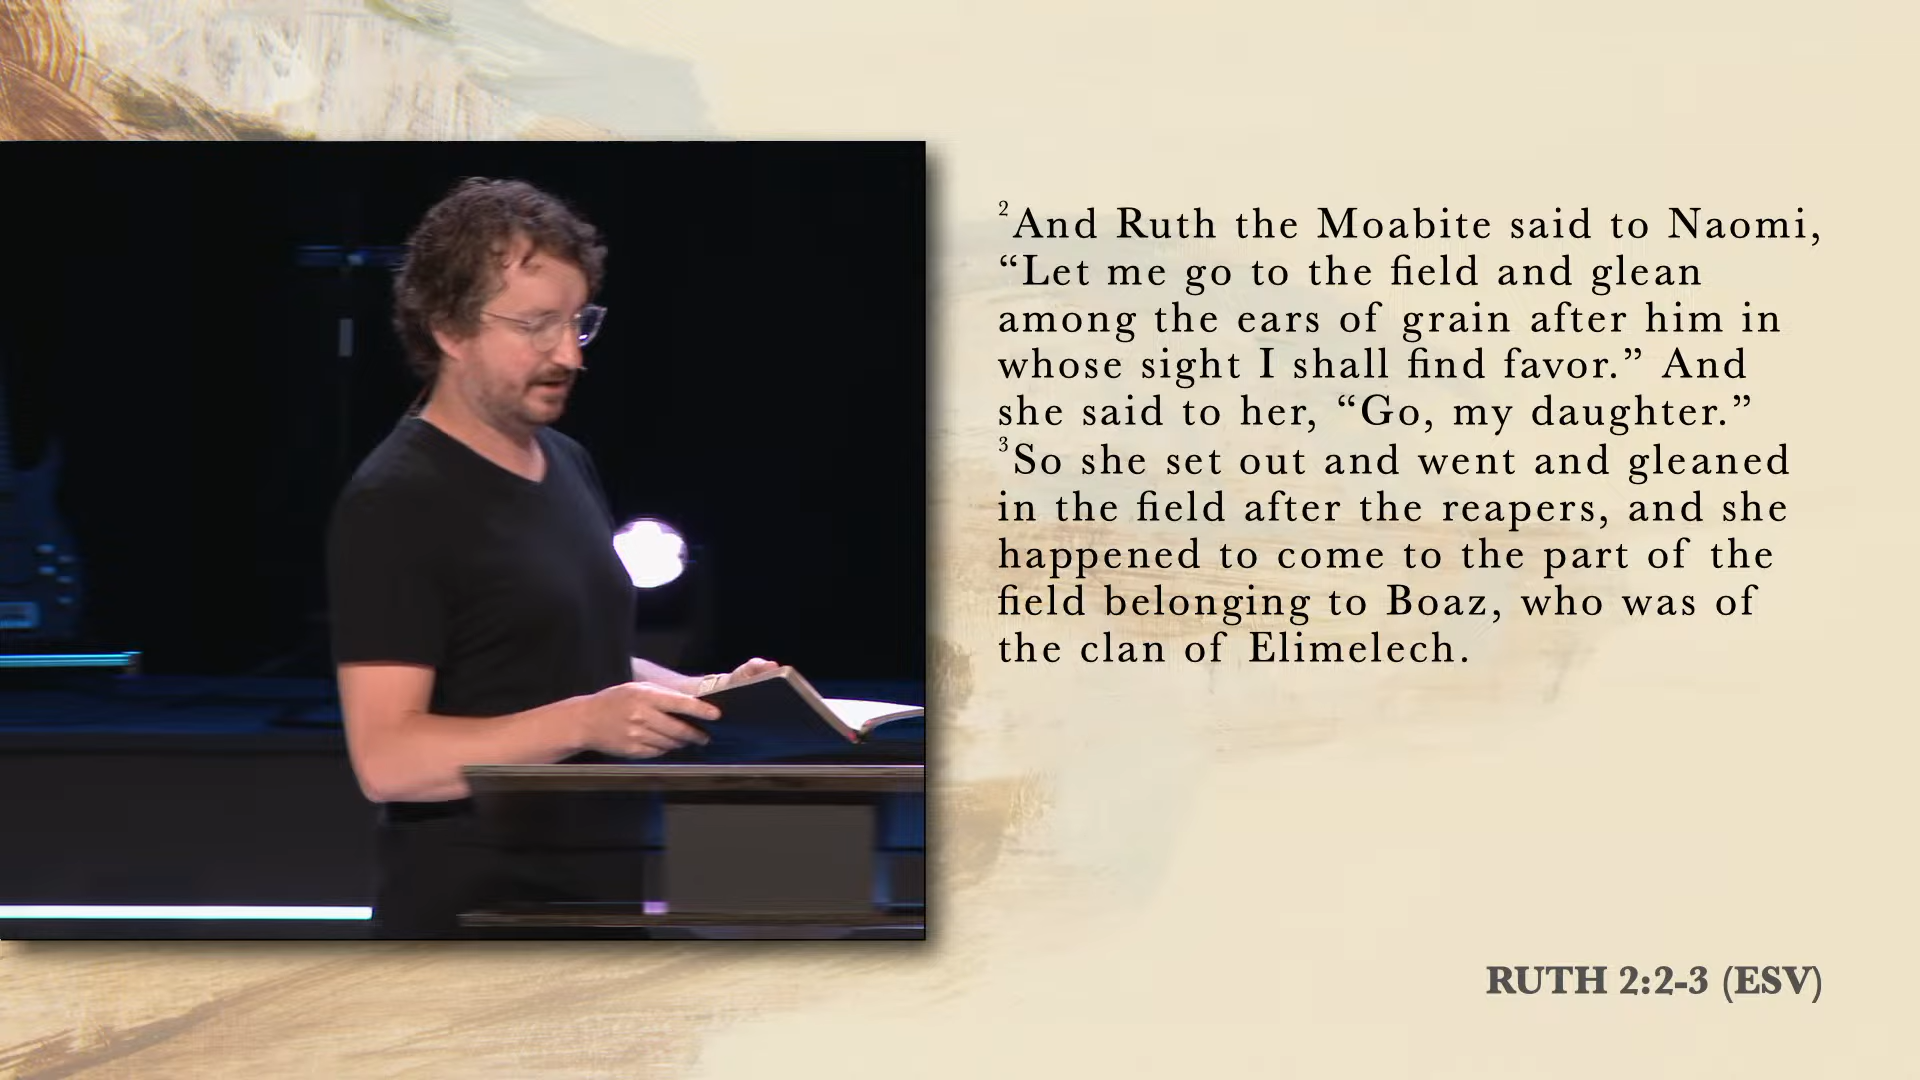 ²And Ruth the Moabite said to Naomi,
“Let me go to the field and glean
among the ears of grain after him in
whose sight I shall find favor.” And
she said to her, “Go, my daughter.”
³So she set out and went and gleaned
in the field after the reapers, and she
happened to come to the part of the
field belonging to Boaz, who was of
the clan of Elimelech.
RUTH 2:2-3 (ESV)